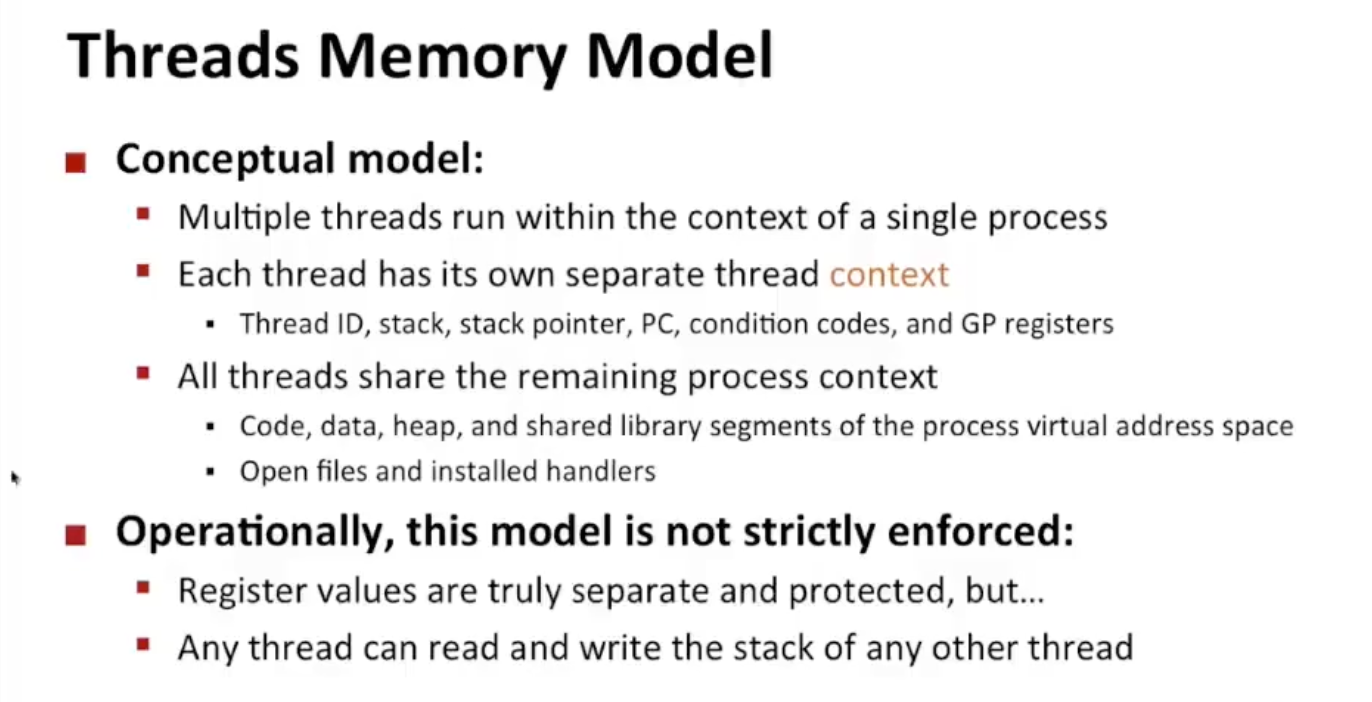 Threads Memory Model
Conceptual model:
Multiple threads run within the context of a single process
Each thread has its own separate thread context
Thread ID, stack, stack pointer, PC, condition codes, and GP registers
All threads share the remaining process context
Code, data, heap, and shared library segments of the process virtual address space
Open files and installed handlers
Operationally, this model is not strictly enforced:
Register values are truly separate and protected, but...
Any thread can read and write the stack of any other thread